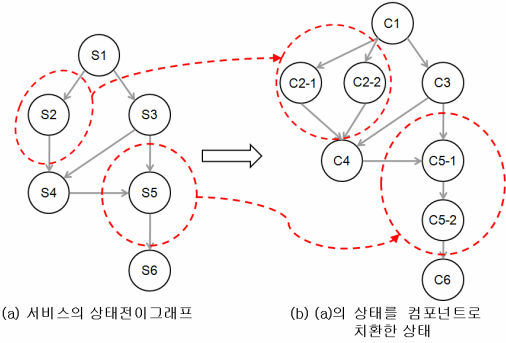 S1
S2
S3
S4
S5
S6
C1
C2-1
C2-2
C3
C4
C5-1
C5-2
C6
(a) 서비스의 상태전이그래프
(b) (a)의 상태를 컴포넌트로
치환한 상태